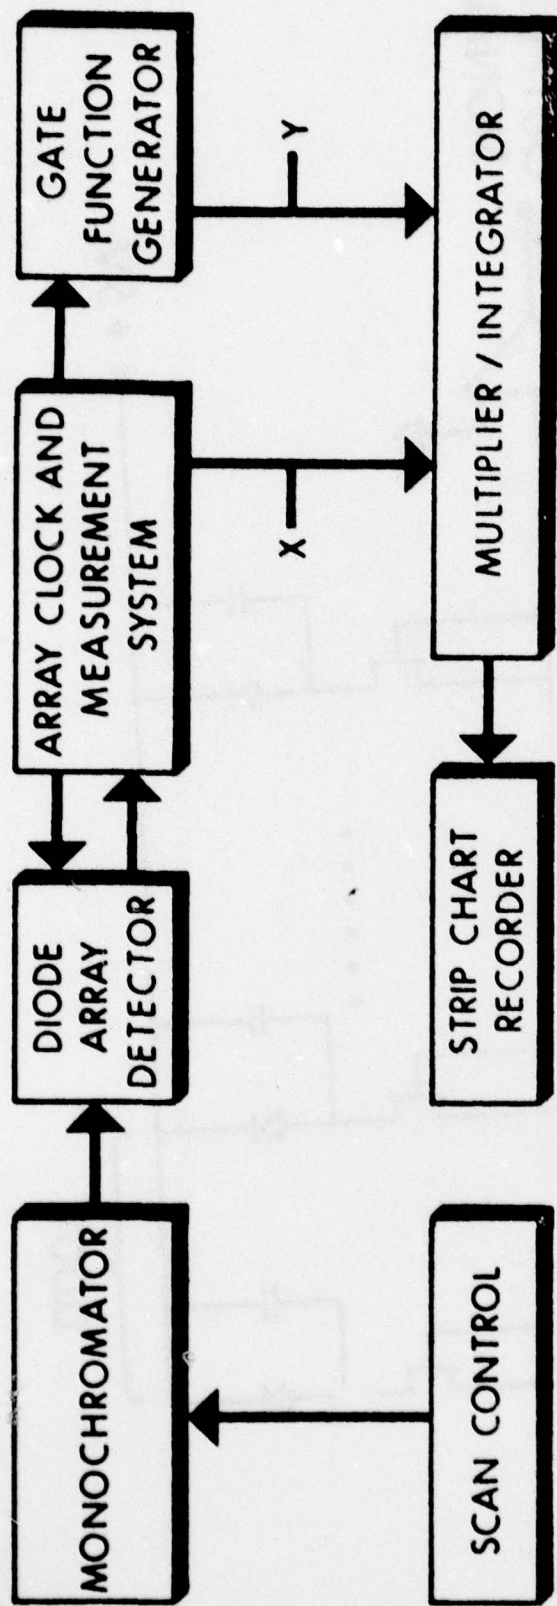 MONOCHROMATOR
DIODE
ARRAY
DETECTOR
ARRAY CLOCK AND
MEASUREMENT
SYSTEM
GATE
FUNCTION
GENERATOR
X
Y
SCAN CONTROL
STRIP CHART
RECORDER
MULTIPLIER / INTEGRATOR